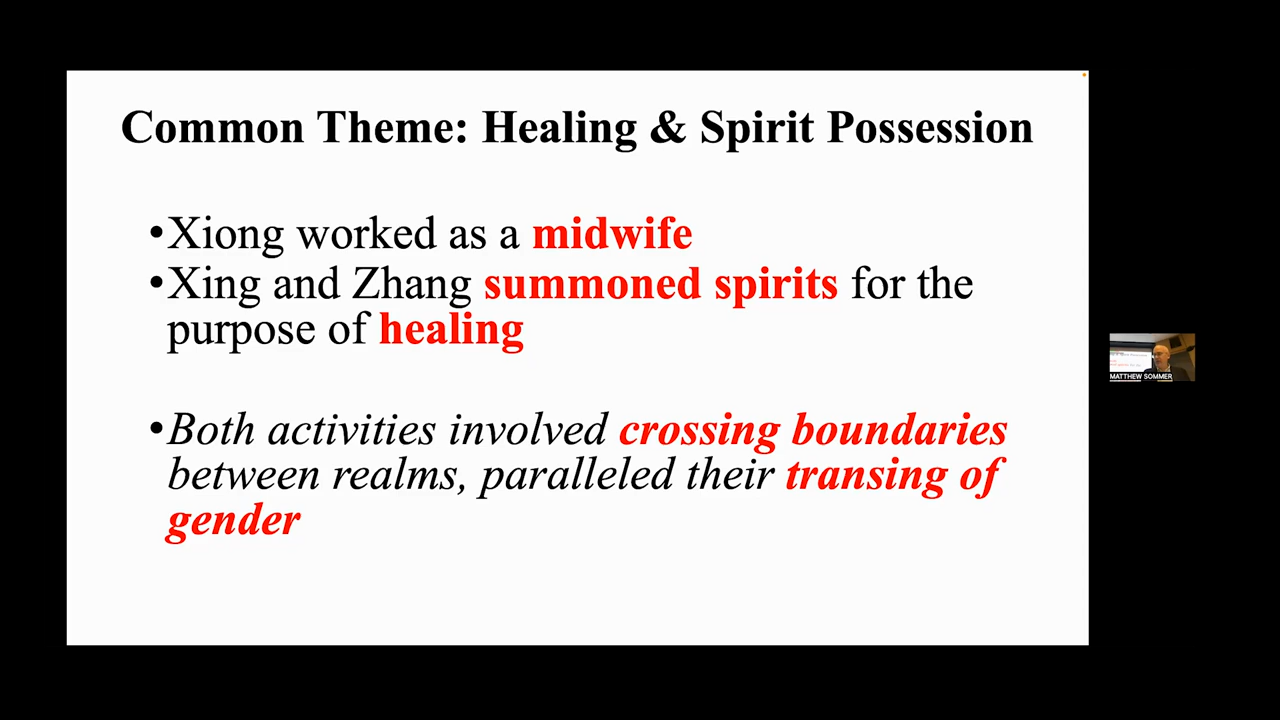 Common Theme: Healing & Spirit Possession
•Xiong worked as a midwife
•Xing and Zhang summoned spirits for the
purpose of healing
•Both activities involved crossing boundaries
between realms, paralleled their transing of
gender
MATTHEW SOMMER